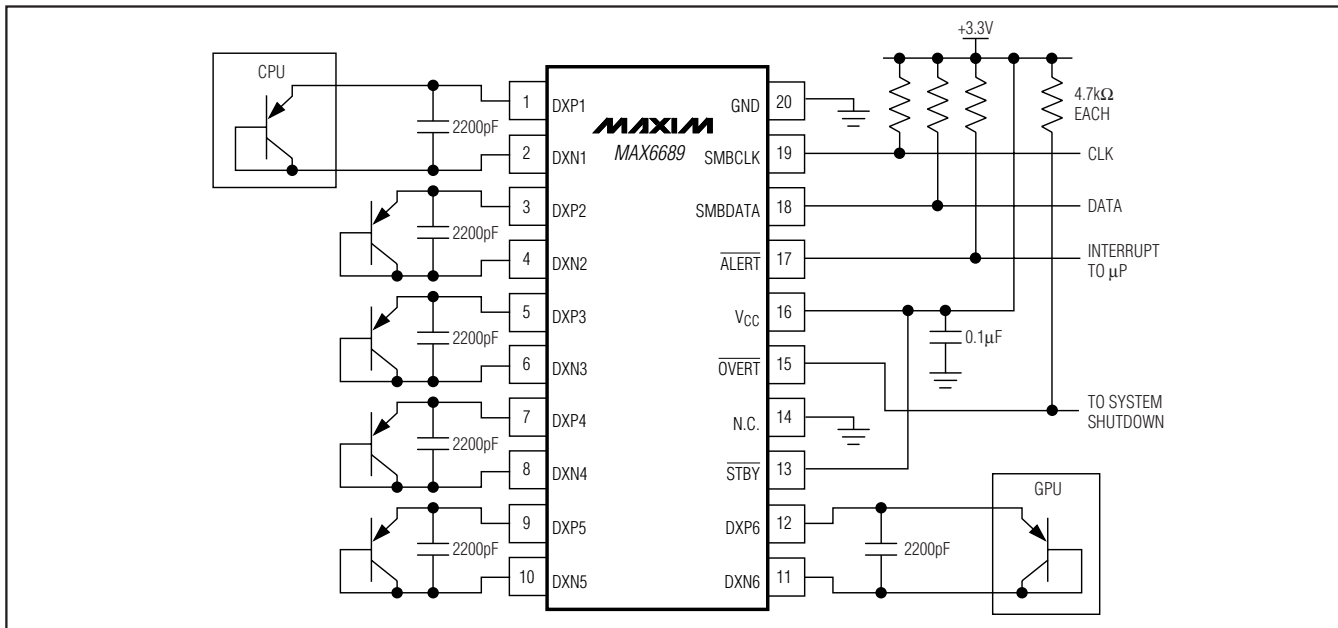 +3.3V
CPU
4.7kΩ
EACH
1 DXP1
2200pF
2 DXN1
3 DXP2
2200pF
4 DXN2
5 DXP3
2200pF
6 DXN3
7 DXP4
2200pF
8 DXN4
9 DXP5
2200pF
10 DXN5
MAXIM
MAX6689
GND 20
SMBCLK 19
CLK
SMBDATA 18
DATA
ALERT 17
INTERRUPT
TO µP
VCC 16
0.1µF
OVERT 15
TO SYSTEM
SHUTDOWN
N.C. 14
STBY 13
GPU
DXP6 12
2200pF
DXN6 11